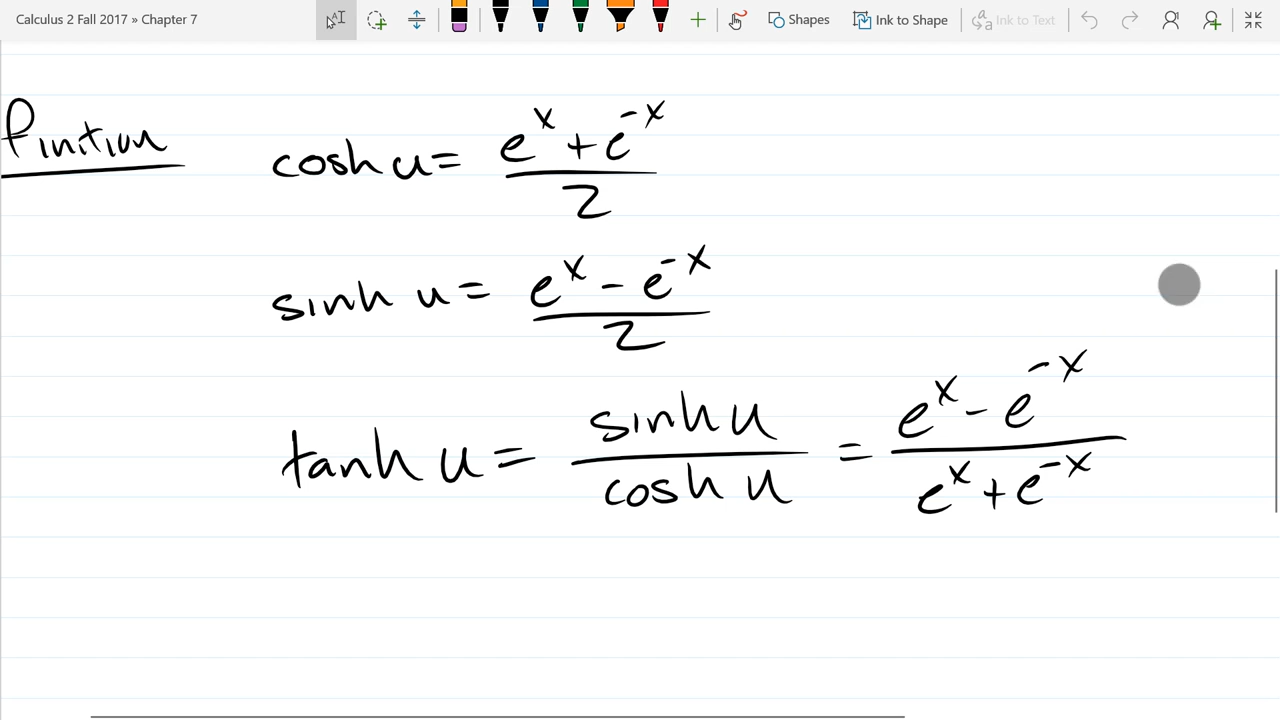 Calculus 2 Fall 2017 » Chapter 7 Shapes Ink to Shape Ink to Text
finition
cosh u = (e^x + e^-x) / 2
sinh u = (e^x - e^-x) / 2
tanh u = sinh u / cosh u = (e^x - e^-x) / (e^x + e^-x)